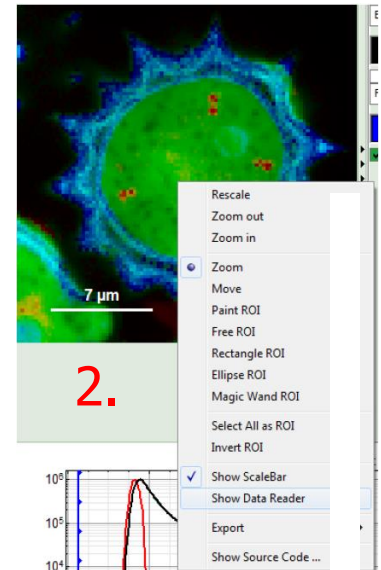 Rescale
Zoom out
Zoom in
Zoom
Move
Paint ROI
Free ROI
Rectangle ROI
Ellipse ROI
Magic Wand ROI
Select All as ROI
Invert ROI
Show ScaleBar
Show Data Reader
Export
Show Source Code ...
7 µm
2.
10⁶
10⁵
10⁴